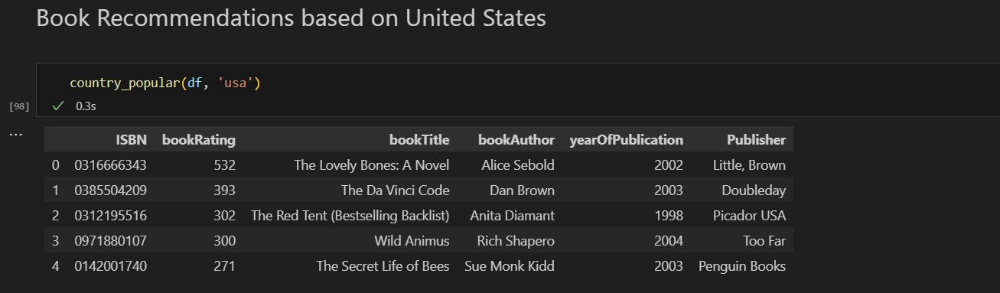 Book Recommendations based on United States
country_popular(df, 'usa')
[98] 0.3s
...
ISBN bookRating bookTitle bookAuthor yearOfPublication Publisher
0 0316666343 532 The Lovely Bones: A Novel Alice Sebold 2002 Little, Brown
1 0385504209 393 The Da Vinci Code Dan Brown 2003 Doubleday
2 0312195516 302 The Red Tent (Bestselling Backlist) Anita Diamant 1998 Picador USA
3 0971880107 300 Wild Animus Rich Shapero 2004 Too Far
4 0142001740 271 The Secret Life of Bees Sue Monk Kidd 2003 Penguin Books